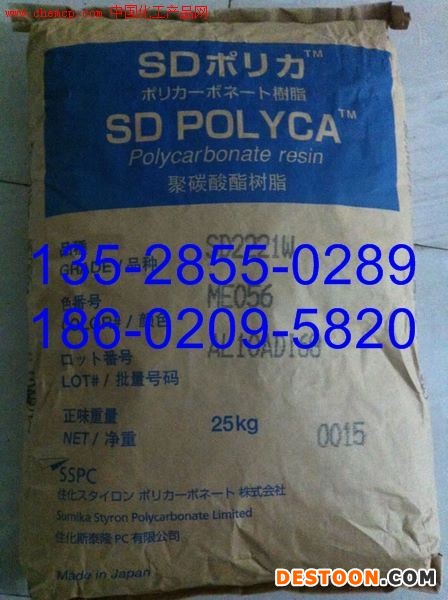 www.chemcp.com 中国化工产品网
SDポリカ™
ポリカーボネート樹脂
SD POLYCA™
Polycarbonate resin
聚碳酸酯树脂
SD2221W
GRADE / 品种
135-2855-0289
色番号
ME056
COLOR# / 颜色
186-0209-5820
ロット番号
LOT# / 批量号码
正味重量
25kg
NET / 净重
0015
SSPC
住化スタイロン ポリカーボネート 株式会社
Sumika Styron Polycarbonate Limited
住化斯泰隆PC有限公司
Made in Japan
DESTOON.COM